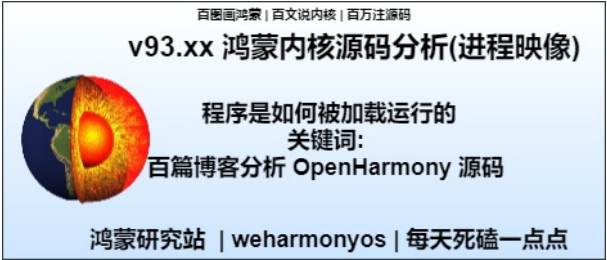 百图画鸿蒙 | 百文说内核 | 百万注源码
v93.xx 鸿蒙内核源码分析(进程映像)
程序是如何被加载运行的
关键词:
百篇博客分析 OpenHarmony 源码
鸿蒙研究站 | weharmonyos | 每天死磕一点点